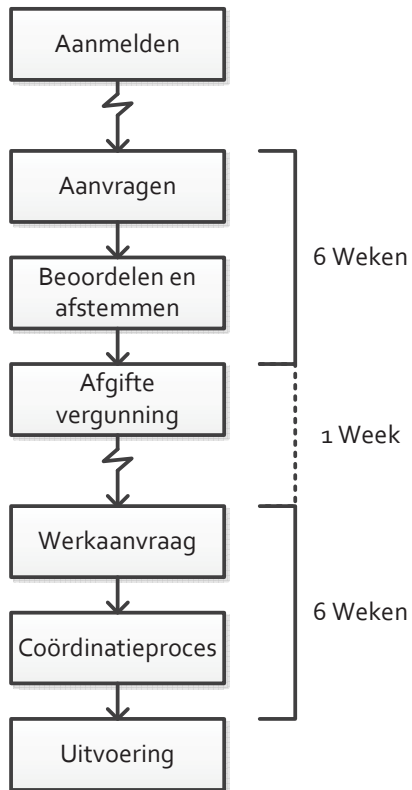 Aanmelden
Aanvragen
6 Weken
Beoordelen en
afstemmen
Afgifte
vergunning
1 Week
Werkaanvraag
6 Weken
Coördinatieproces
Uitvoering